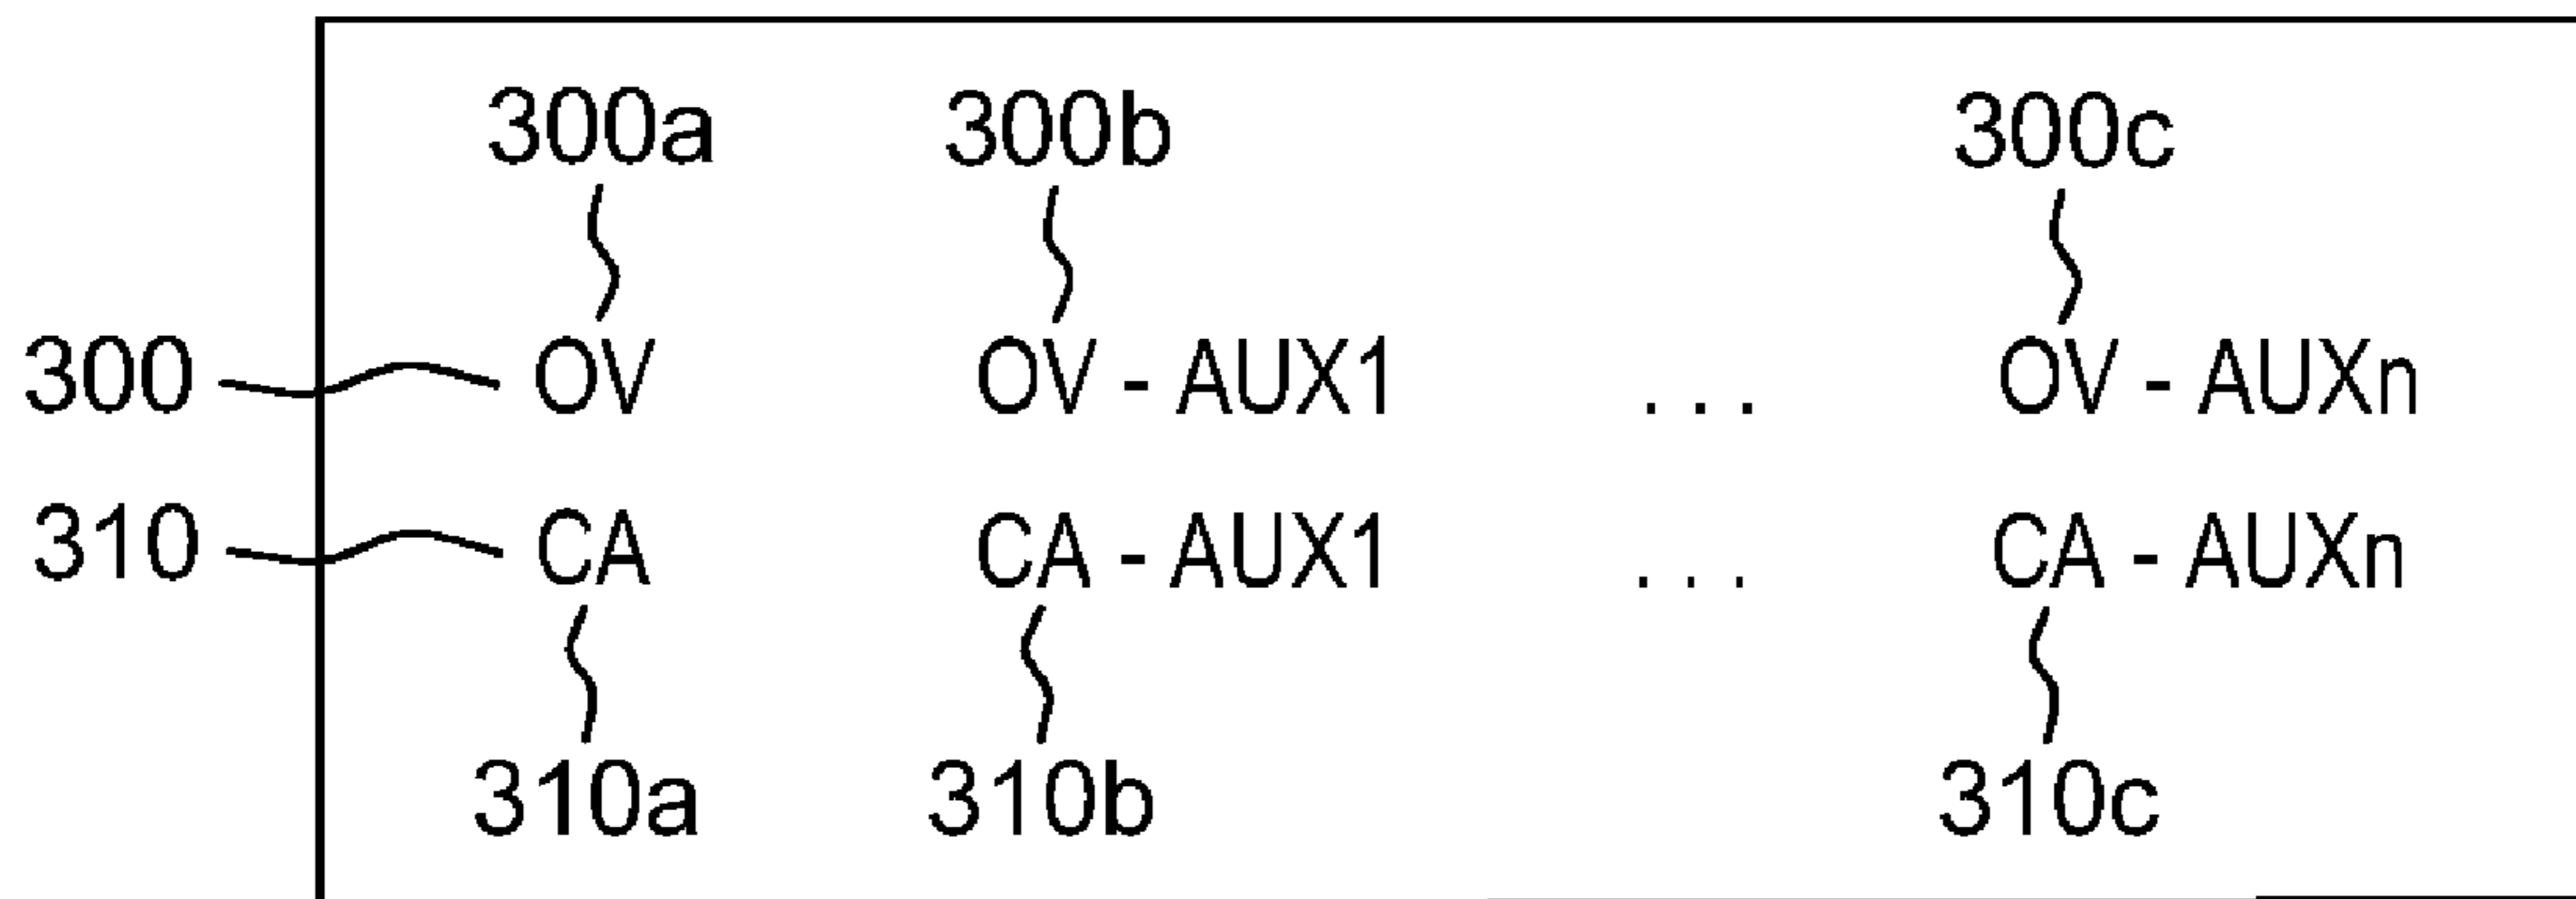 300a 300b 300c
300 OV OV - AUX1 . . . OV - AUXn
310 CA CA - AUX1 . . . CA - AUXn
310a 310b 310c